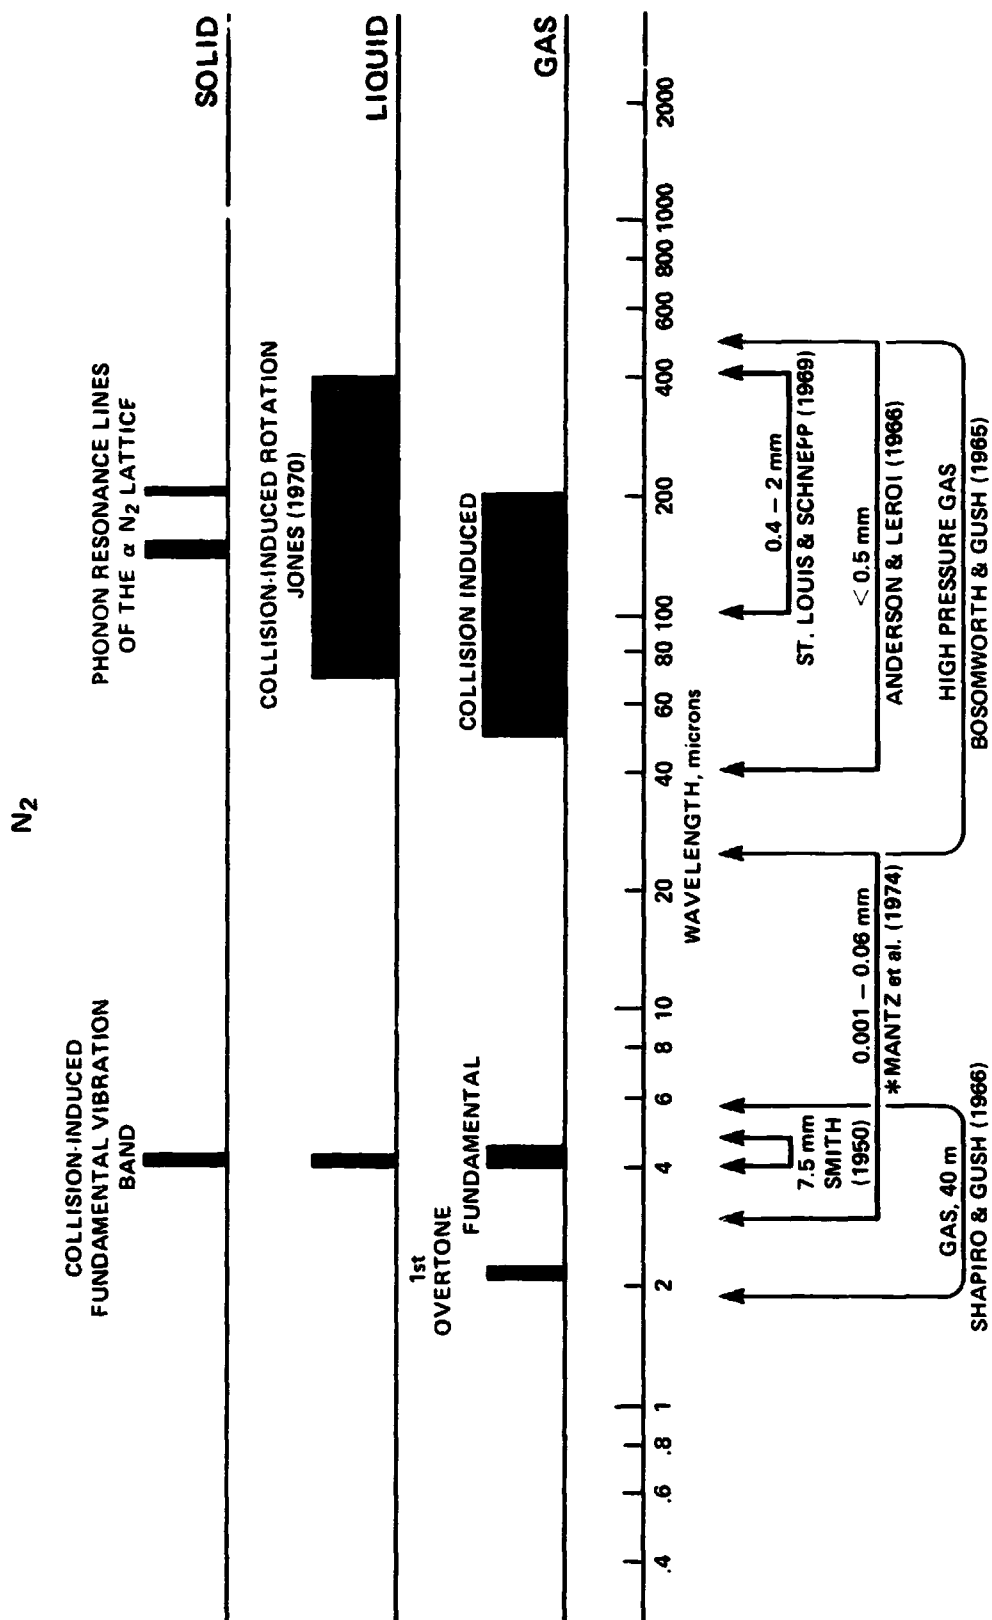 N2
COLLISION-INDUCED
FUNDAMENTAL VIBRATION
BAND
PHONON RESONANCE LINES
OF THE α N2 LATTICE
SOLID
COLLISION-INDUCED ROTATION
JONES (1970)
LIQUID
1st
OVERTONE
FUNDAMENTAL
COLLISION INDUCED
GAS
.4 .6 .8 1 2 4 6 8 10 20 40 60 80 100 200 400 600 800 1000 2000
WAVELENGTH, microns
7.5 mm
SMITH
(1950)
0.4 – 2 mm
ST. LOUIS & SCHNEPP (1969)
0.001 – 0.06 mm
*MANTZ et al. (1974)
< 0.5 mm
ANDERSON & LEROI (1966)
GAS, 40 m
SHAPIRO & GUSH (1966)
HIGH PRESSURE GAS
BOSOMWORTH & GUSH (1965)